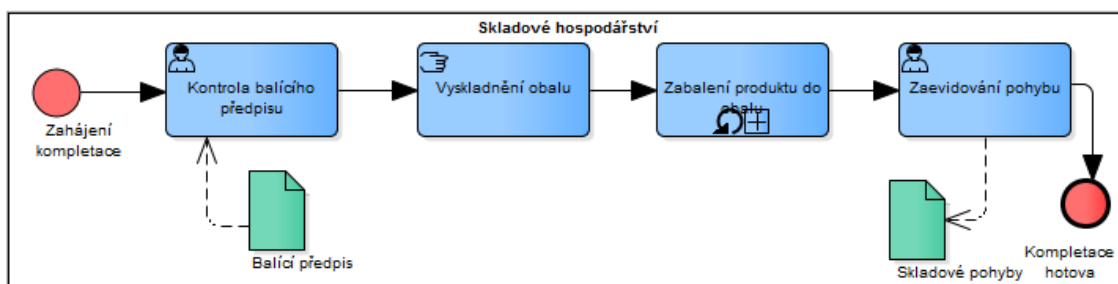 Skladové hospodářství
Zahájení
kompletace
Kontrola balícího
předpisu
Vyskladnění obalu
Zabalení produktu do
obalu
Zaevidování pohybu
Balící předpis
Skladové pohyby
Kompletace
hotova